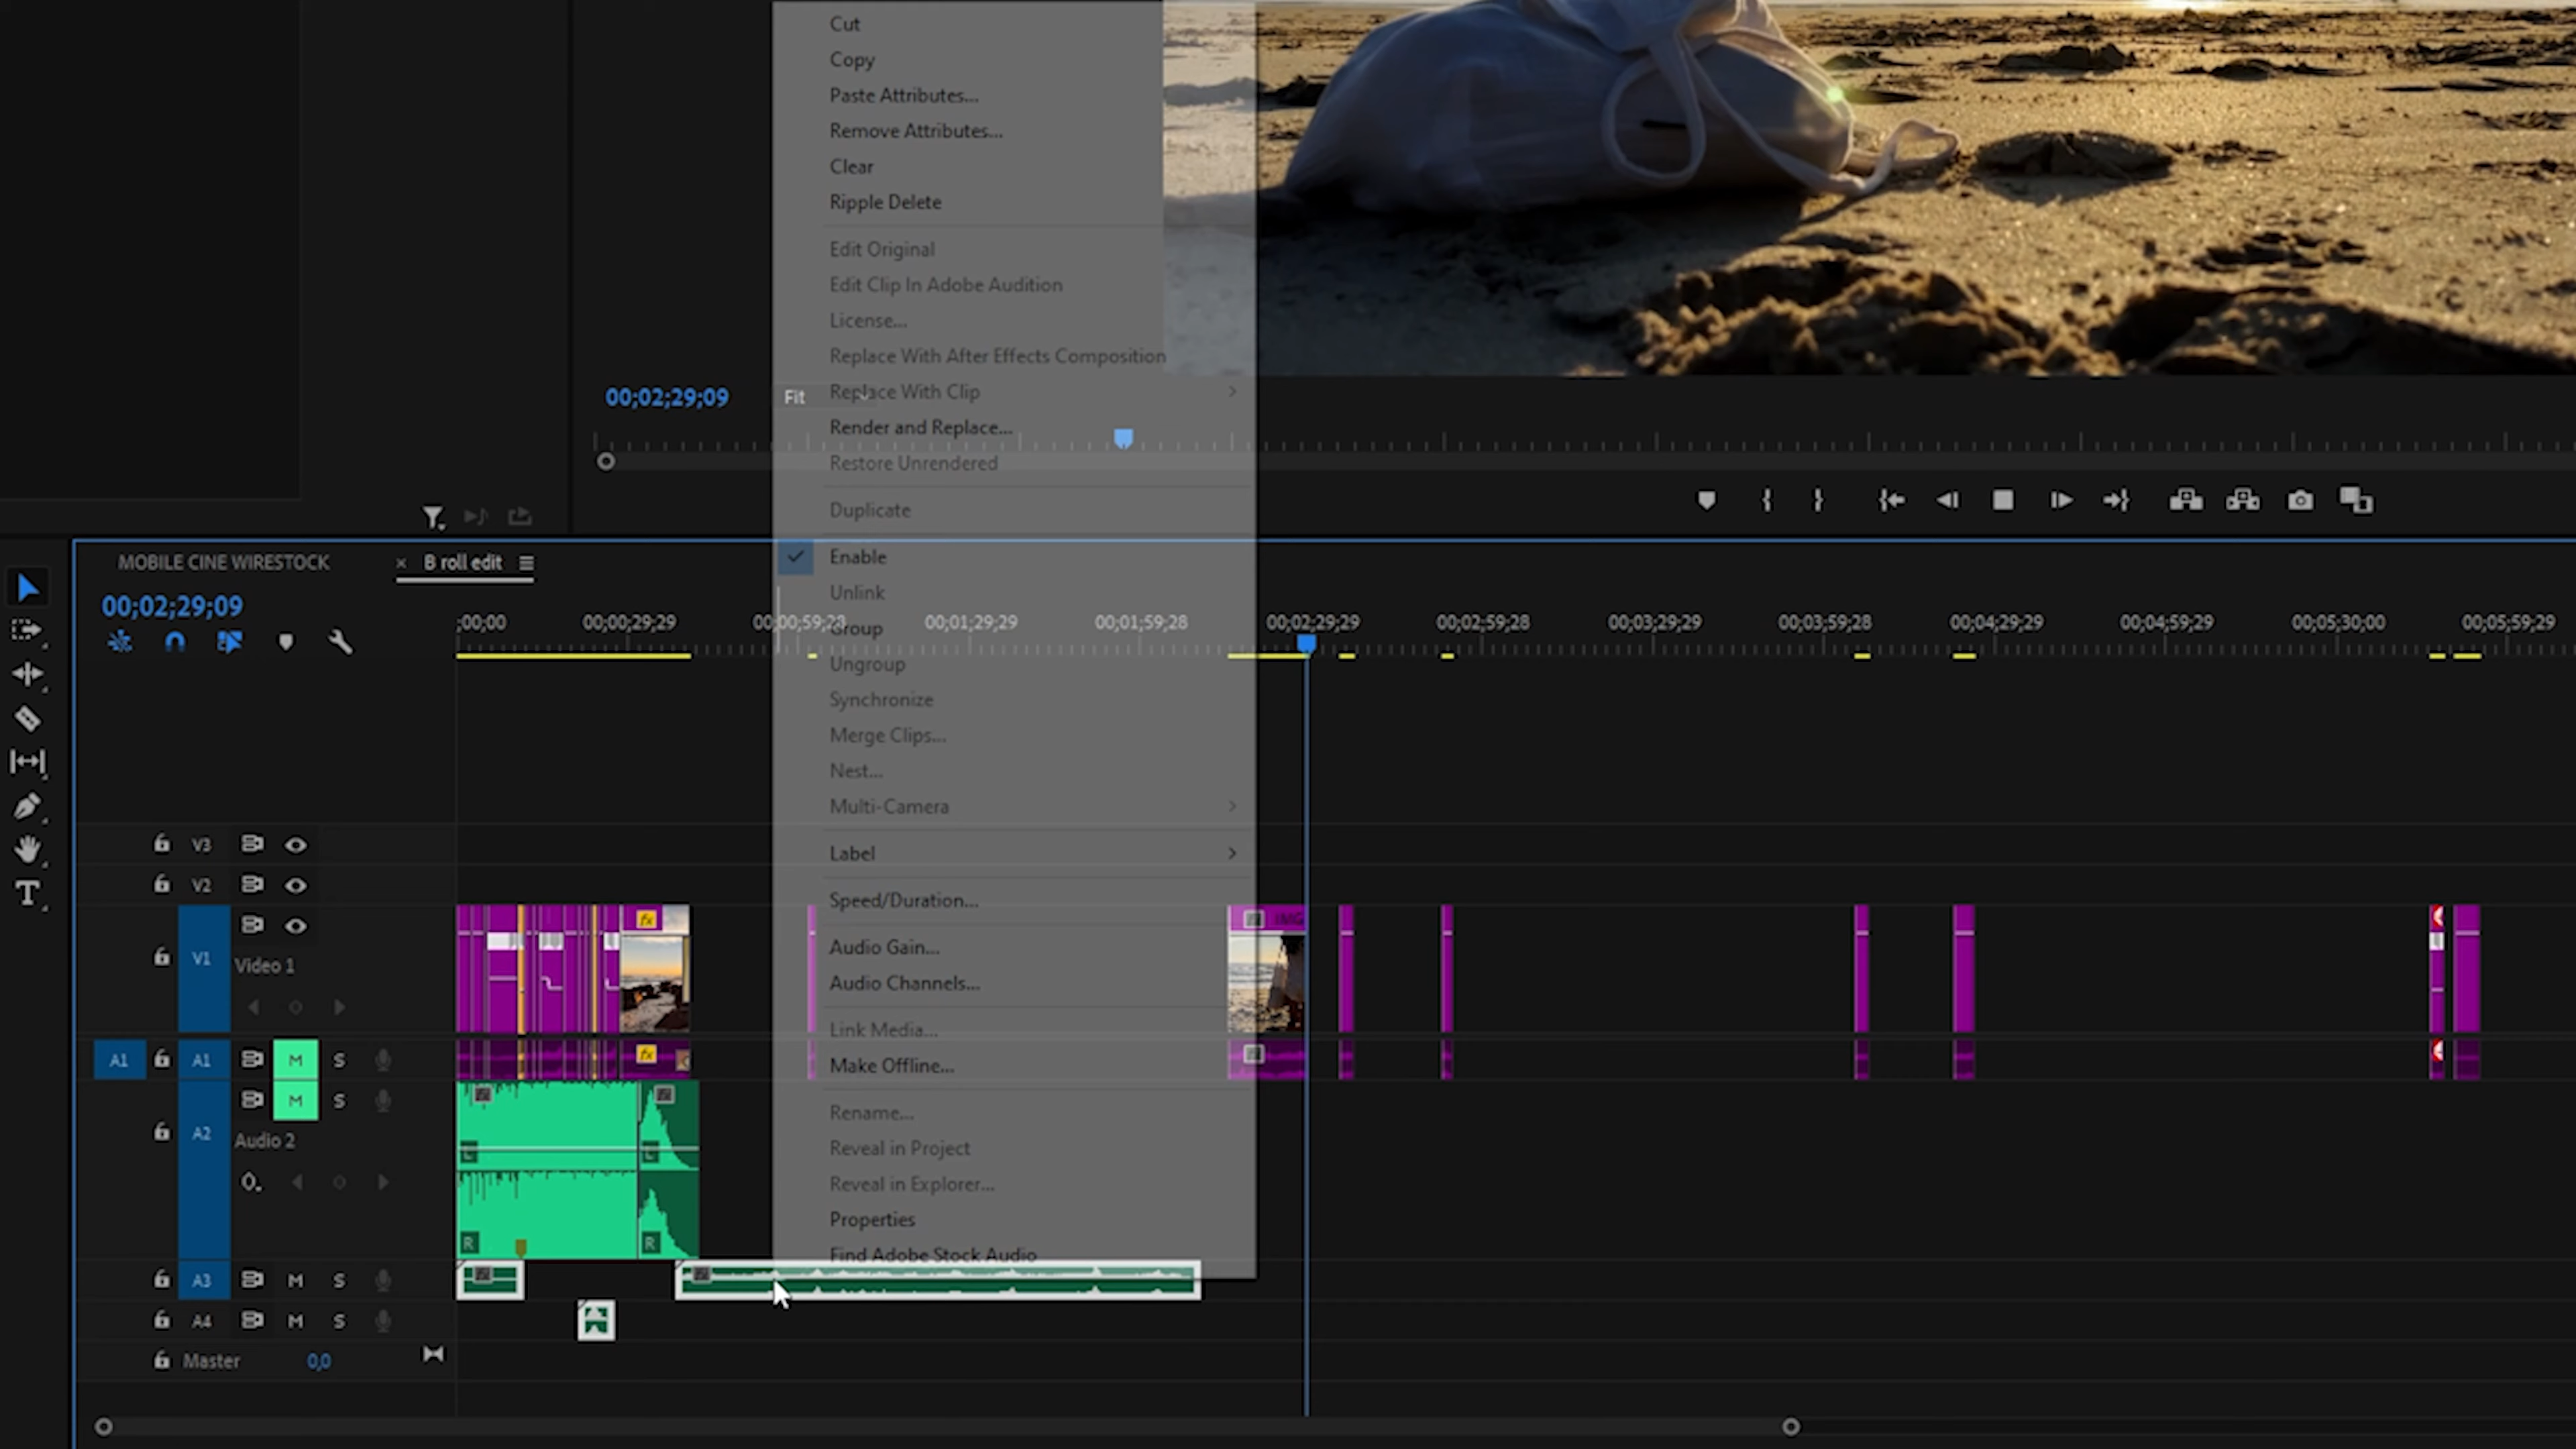 Cut
Copy
Paste Attributes...
Remove Attributes...
Clear
Ripple Delete
Edit Original
Edit Clip In Adobe Audition
License...
Replace With After Effects Composition
Replace With Clip
Render and Replace...
Restore Unrendered
Duplicate
Enable
Unlink
Group
Ungroup
Synchronize
Merge Clips...
Nest...
Multi-Camera
Label
Speed/Duration...
Audio Gain...
Audio Channels...
Link Media...
Make Offline...
Rename...
Reveal in Project
Reveal in Explorer...
Properties
Find Adobe Stock Audio
00;02;29;09
Fit
MOBILE CINE WIRESTOCK
× B roll edit
00;02;29;09
;00;00 00;00;29;29 00;00;59;28 00;01;29;29 00;01;59;28 00;02;29;29 00;02;59;28 00;03;29;29 00;03;59;28 00;04;29;29 00;04;59;29 00;05;30;00 00;05;59;29
T
V3
V2
V1
Video 1
fx
IMG
A1 A1 M S
fx
M S
A2
Audio 2
L L
R R
A3 M S
A4 M S
Master 0,0